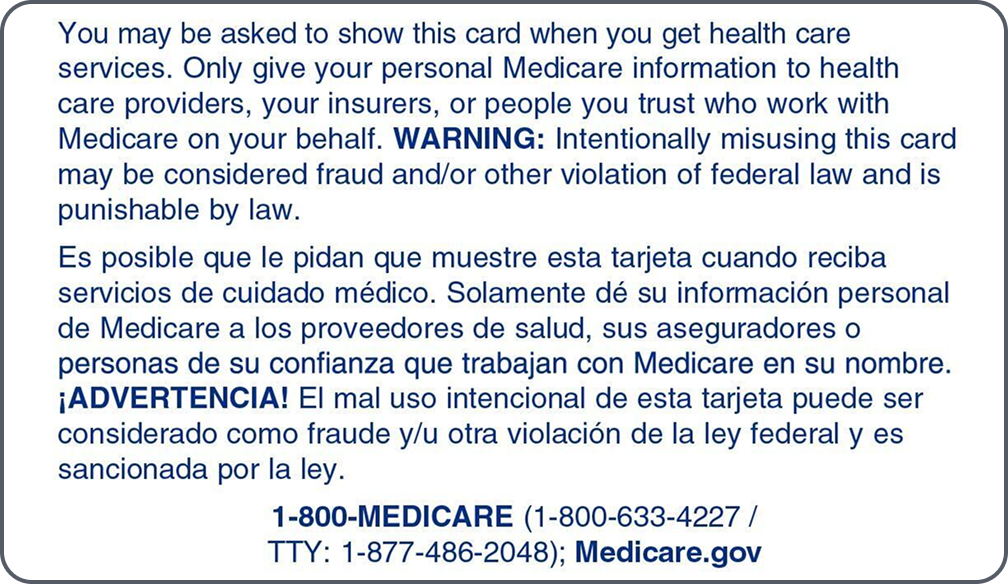 You may be asked to show this card when you get health care
services. Only give your personal Medicare information to health
care providers, your insurers, or people you trust who work with
Medicare on your behalf. WARNING: Intentionally misusing this card
may be considered fraud and/or other violation of federal law and is
punishable by law.
Es posible que le pidan que muestre esta tarjeta cuando reciba
servicios de cuidado médico. Solamente dé su información personal
de Medicare a los proveedores de salud, sus aseguradores o
personas de su confianza que trabajan con Medicare en su nombre.
¡ADVERTENCIA! El mal uso intencional de esta tarjeta puede ser
considerado como fraude y/u otra violación de la ley federal y es
sancionada por la ley.
1-800-MEDICARE (1-800-633-4227 /
TTY: 1-877-486-2048); Medicare.gov